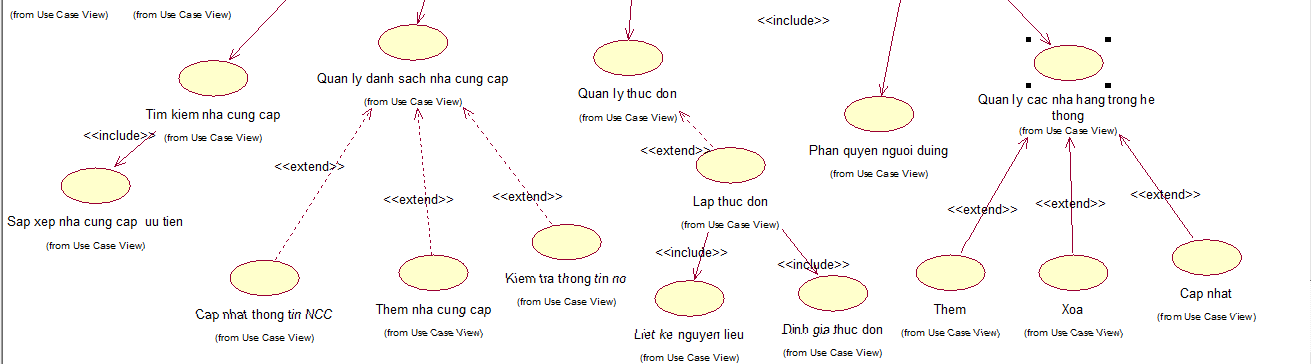 (from Use Case View)
(from Use Case View)
<<include>>
Quan ly danh sach nha cung cap
(from Use Case View)
Quan ly thuc don
(from Use Case View)
Quan ly cac nha hang trong he
thong
(from Use Case View)
Tim kiem nha cung cap
(from Use Case View)
<<include>>
Phan quyen nguoi duing
(from Use Case View)
<<extend>>
<<extend>>
Sap xep nha cung cap uu tien
(from Use Case View)
<<extend>>
<<extend>>
Lap thuc don
(from Use Case View)
<<extend>>
<<extend>>
<<extend>>
<<include>>
<<include>>
Cap nhat thong tin NCC
(from Use Case View)
Them nha cung cap
(from Use Case View)
Kiem tra thong tin no
(from Use Case View)
Liet ke nguyen lieu
(from Use Case View)
Dinh gia thuc don
(from Use Case View)
Them
(from Use Case View)
Xoa
(from Use Case View)
Cap nhat
(from Use Case View)